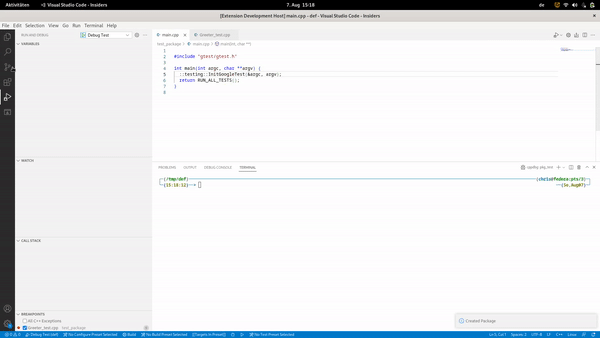 Aktivitäten
Visual Studio Code - Insiders
7. Aug 15:18
de
[Extension Development Host] main.cpp - def - Visual Studio Code - Insiders
File Edit Selection View Go Run Terminal Help
RUN AND DEBUG
Debug Test
main.cpp
Greeter_test.cpp
test_package > main.cpp > main(int, char **)
VARIABLES
1
2 #include "gtest/gtest.h"
3
4 int main(int argc, char **argv) {
5 ::testing::InitGoogleTest(&argc, argv);
6 return RUN_ALL_TESTS();
7 }
8
WATCH
PROBLEMS OUTPUT DEBUG CONSOLE TERMINAL
(/tmp/def)
(chris@fedora:pts/3)
(15:18:12)
(So,Aug07)
CALL STACK
BREAKPOINTS
All C++ Exceptions
Greeter_test.cpp test_package
Created Package
0 0 Debug Test (def) No Configure Preset Selected Build No Build Preset Selected [Targets In Preset] No Test Preset Selected
Ln 5, Col 1 Spaces: 2 UTF-8 LF C++ Linux